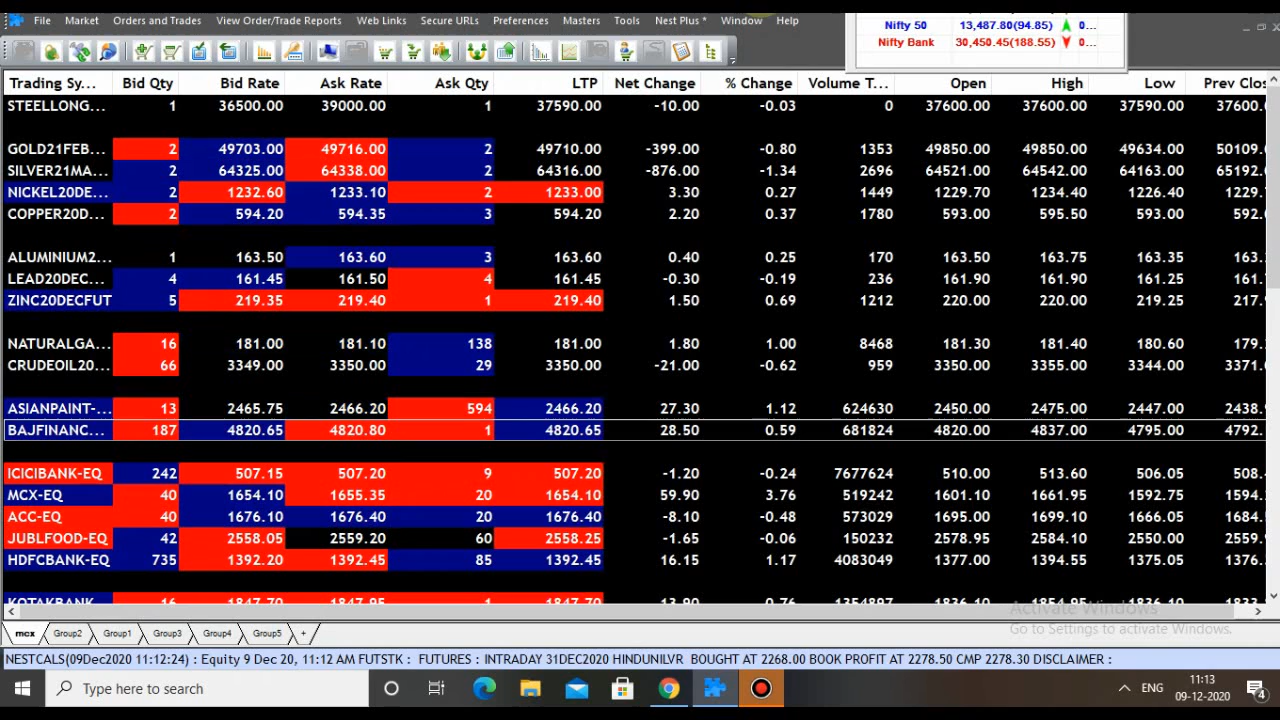 File Market Orders and Trades View Order/Trade Reports Web Links Secure URLs Preferences Masters Tools Nest Plus * Window Help
Nifty 50 13,487.80(94.85) 0...
Nifty Bank 30,450.45(188.55) 0...
Trading Sy... Bid Qty Bid Rate Ask Rate Ask Qty LTP Net Change % Change Volume T... Open High Low Prev Clos
STEELLONG... 1 36500.00 39000.00 1 37590.00 -10.00 -0.03 0 37600.00 37600.00 37590.00 37600.
GOLD21FEB... 2 49703.00 49716.00 2 49710.00 -399.00 -0.80 1353 49850.00 49850.00 49634.00 50109.
SILVER21MA... 2 64325.00 64338.00 2 64316.00 -876.00 -1.34 2696 64521.00 64542.00 64163.00 65192.
NICKEL20DE... 2 1232.60 1233.10 2 1233.00 3.30 0.27 1449 1229.70 1234.40 1226.40 1229.
COPPER20D... 2 594.20 594.35 3 594.20 2.20 0.37 1780 593.00 595.50 593.00 592.
ALUMINIUM2... 1 163.50 163.60 3 163.60 0.40 0.25 170 163.50 163.75 163.35 163.
LEAD20DEC... 4 161.45 161.50 4 161.45 -0.30 -0.19 236 161.90 161.90 161.25 161.
ZINC20DECFUT 5 219.35 219.40 1 219.40 1.50 0.69 1212 220.00 220.00 219.25 217.
NATURALGA... 16 181.00 181.10 138 181.00 1.80 1.00 8468 181.30 181.40 180.60 179.
CRUDEOIL20... 66 3349.00 3350.00 29 3350.00 -21.00 -0.62 959 3350.00 3355.00 3344.00 3371.
ASIANPAINT-... 13 2465.75 2466.20 594 2466.20 27.30 1.12 624630 2450.00 2475.00 2447.00 2438.
BAJFINANC... 187 4820.65 4820.80 1 4820.65 28.50 0.59 681824 4820.00 4837.00 4795.00 4792.
ICICIBANK-EQ 242 507.15 507.20 9 507.20 -1.20 -0.24 7677624 510.00 513.60 506.05 508.
MCX-EQ 40 1654.10 1655.35 20 1654.10 59.90 3.76 519242 1601.10 1661.95 1592.75 1594.
ACC-EQ 40 1676.10 1676.40 20 1676.40 -8.10 -0.48 573029 1695.00 1699.10 1666.05 1684.
JUBLFOOD-EQ 42 2558.05 2559.20 60 2558.25 -1.65 -0.06 150232 2578.95 2584.10 2550.00 2559.
HDFCBANK-EQ 735 1392.20 1392.45 85 1392.45 16.15 1.17 4083049 1377.00 1394.55 1375.05 1376.
KOTAKBANK 16 1847.70 1847.95 1 1847.70 13.90 0.76 1354897 1836.10 1854.95 1833.
Activate Windows
Go to Settings to activate Windows.
mcx Group2 Group1 Group3 Group4 Group5 +
NESTCALS(09Dec2020 11:12:24) : Equity 9 Dec 20, 11:12 AM FUTSTK : FUTURES : INTRADAY 31DEC2020 HINDUNILVR BOUGHT AT 2268.00 BOOK PROFIT AT 2278.50 CMP 2278.30 DISCLAIMER :
Type here to search
ENG
11:13
09-12-2020
4